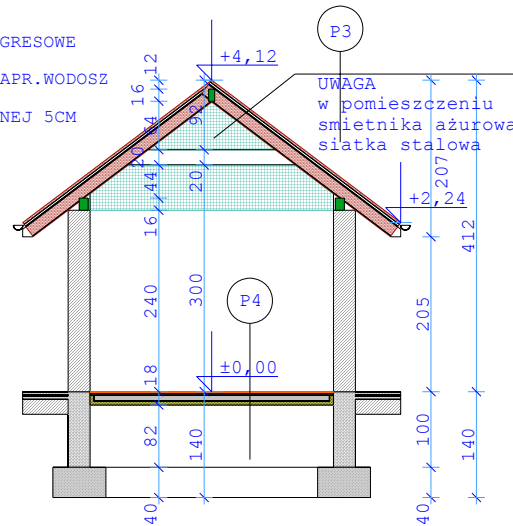 GRESOWE
APR.WODOSZ
NEJ 5CM
P3
+4,12
UWAGA
w pomieszczeniu
smietnika ażurowa
siatka stalowa
+2,24
P4
±0,00
12
16
64
20
44
16
240
18
82
40
92
20
300
140
207
205
100
40
412
140